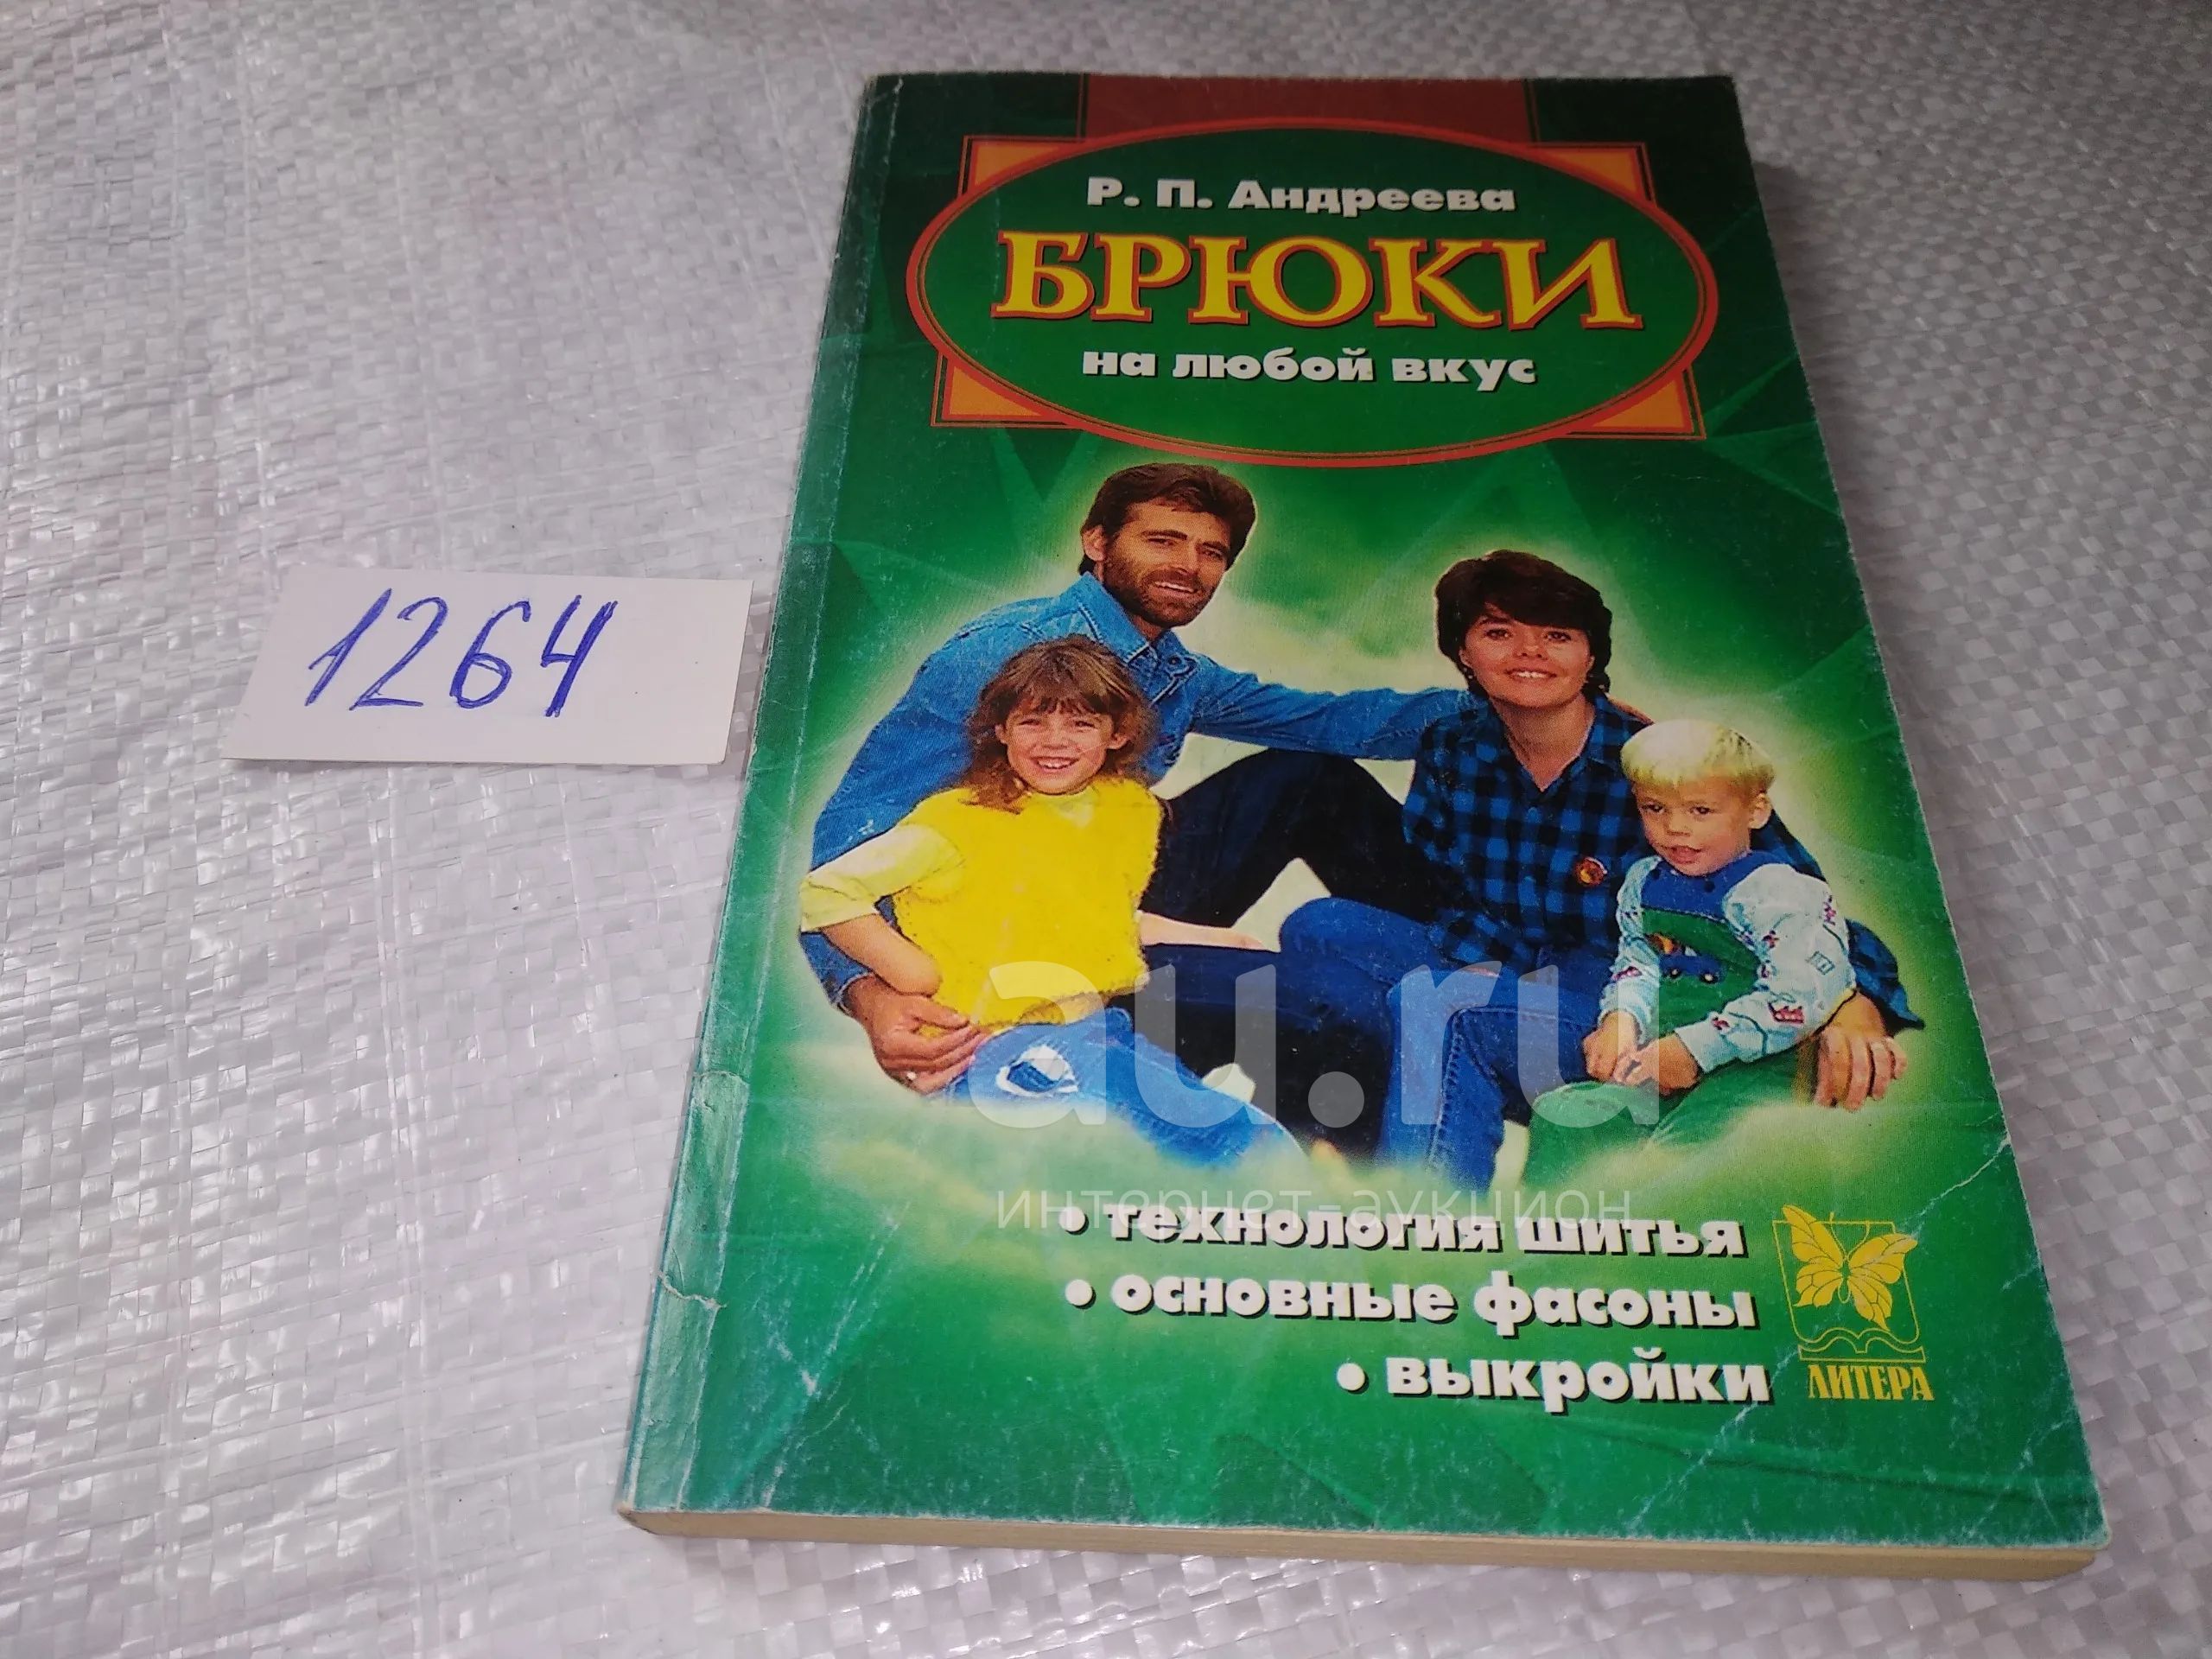 Р. П. Андреева
БРЮКИ
на любой вкус
1264
au.ru
интернет-аукцион
• технология шитья
• основные фасоны
• выкройки
ЛИТЕРА